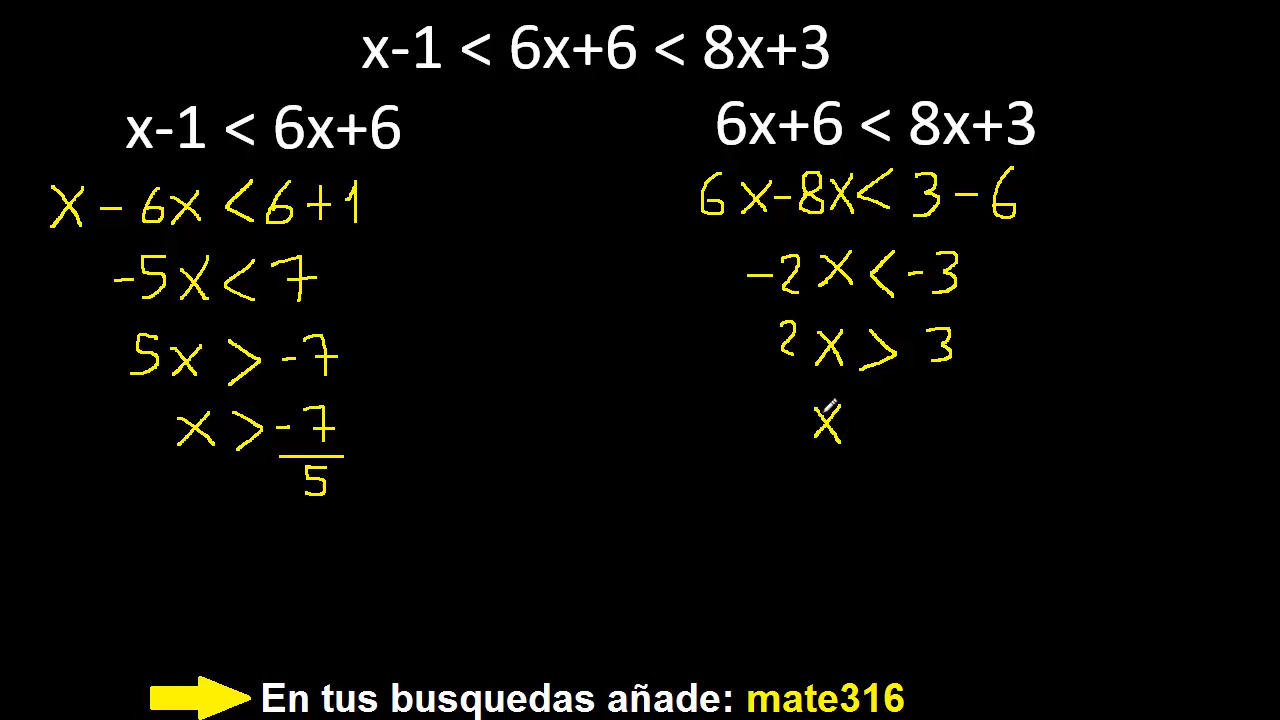 x-1 < 6x+6 < 8x+3
x-1 < 6x+6
x - 6x < 6 + 1
-5x < 7
5x > -7
x > -7
5
6x+6 < 8x+3
6x - 8x < 3 - 6
-2x < -3
2x > 3
x
En tus busquedas añade: mate316